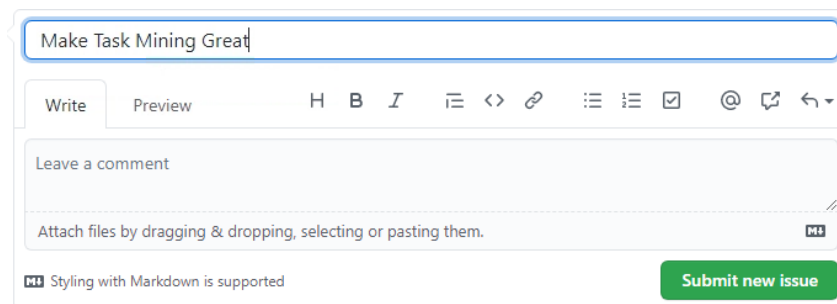 Make Task Mining Great
Write Preview H B I
Leave a comment
Attach files by dragging & dropping, selecting or pasting them.
Styling with Markdown is supported
Submit new issue